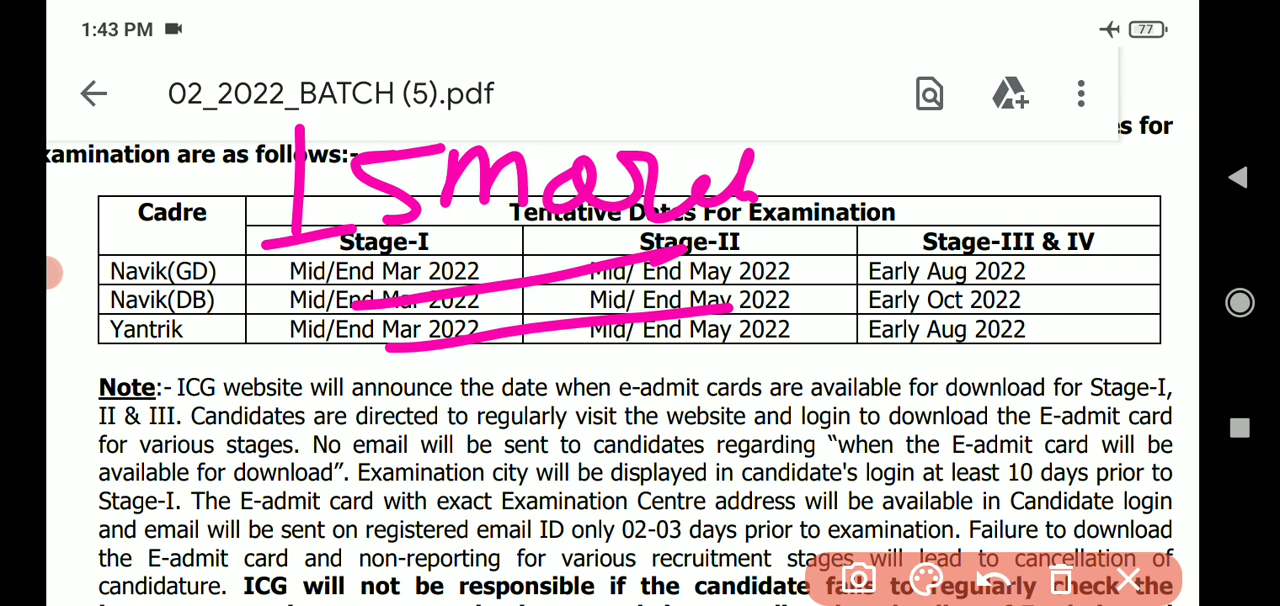 1:43 PM
77
02_2022_BATCH (5).pdf
s for
xamination are as follows:-
15 march
Cadre
Tentative Dates For Examination
Stage-I Stage-II Stage-III & IV
Navik(GD) Mid/End Mar 2022 Mid/ End May 2022 Early Aug 2022
Navik(DB) Mid/End Mar 2022 Mid/ End May 2022 Early Oct 2022
Yantrik Mid/End Mar 2022 Mid/ End May 2022 Early Aug 2022
Note:- ICG website will announce the date when e-admit cards are available for download for Stage-I,
II & III. Candidates are directed to regularly visit the website and login to download the E-admit card
for various stages. No email will be sent to candidates regarding “when the E-admit card will be
available for download”. Examination city will be displayed in candidate's login at least 10 days prior to
Stage-I. The E-admit card with exact Examination Centre address will be available in Candidate login
and email will be sent on registered email ID only 02-03 days prior to examination. Failure to download
the E-admit card and non-reporting for various recruitment stages will lead to cancellation of
candidature. ICG will not be responsible if the candidate fails to regularly check the